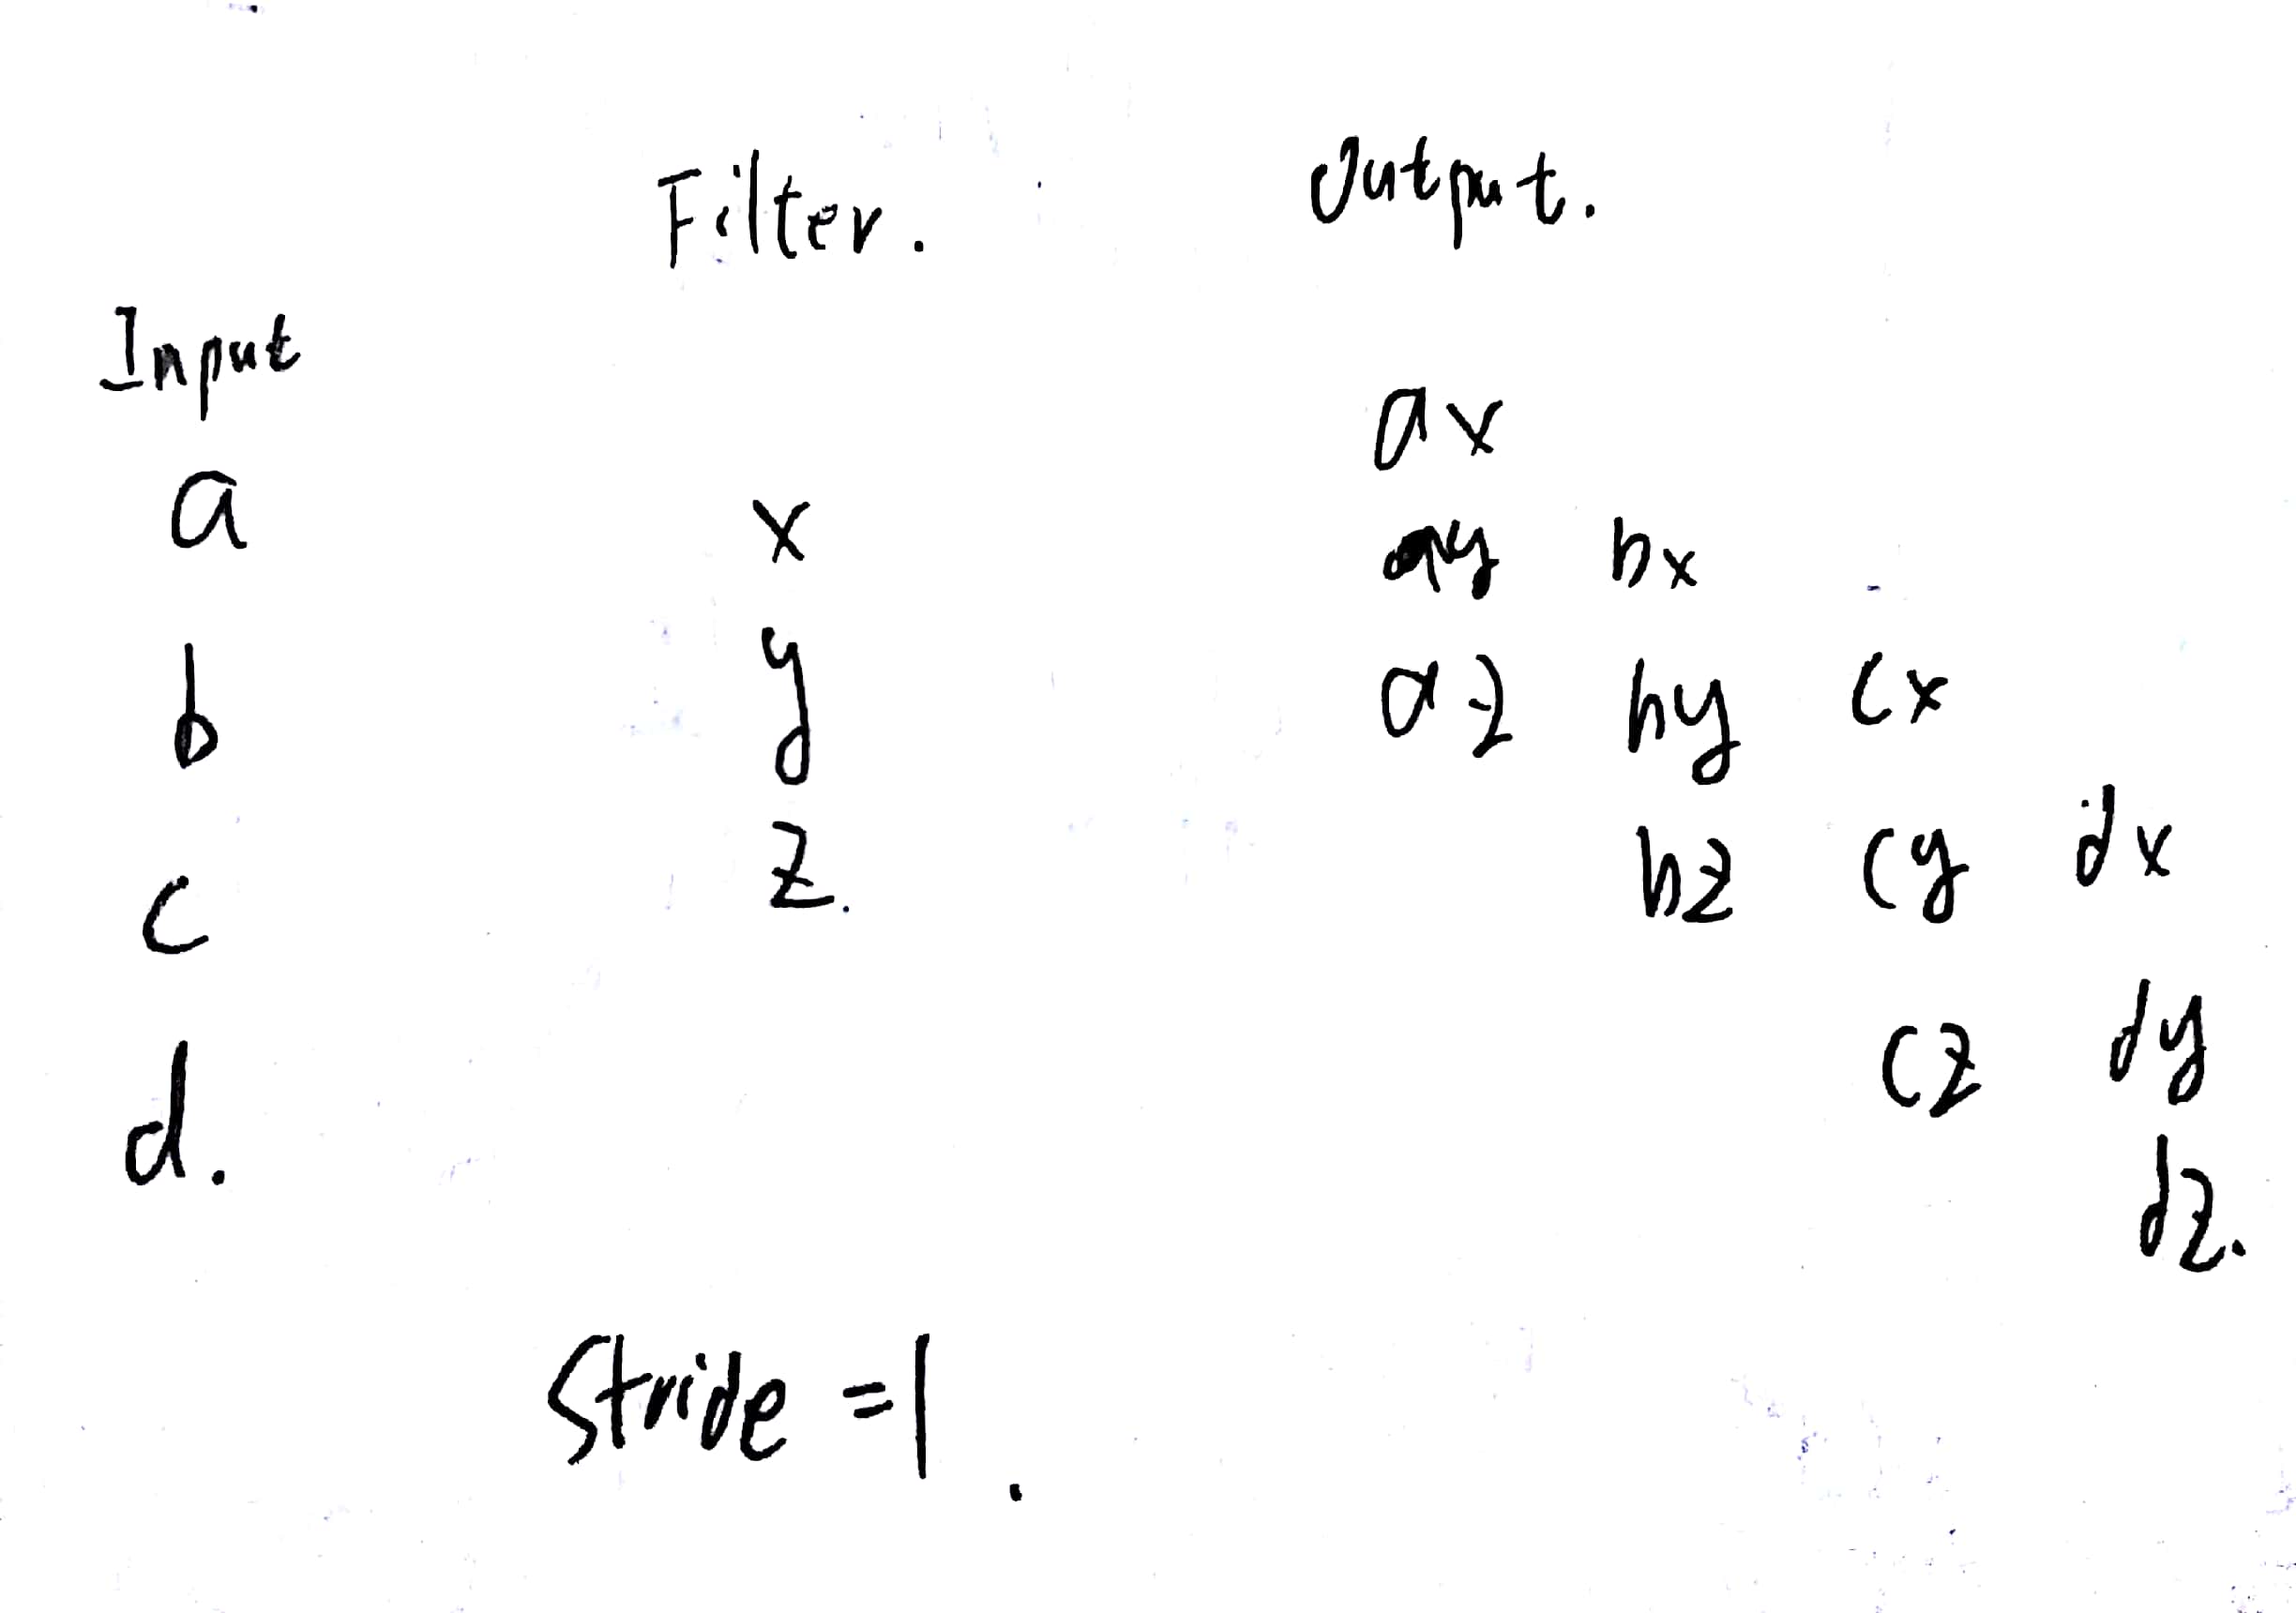 Filter. Output.
Input
ax
a x
ay bx
b y az by cx
c z. bz cy dx
d. cz dy
dz.
Stride = 1.